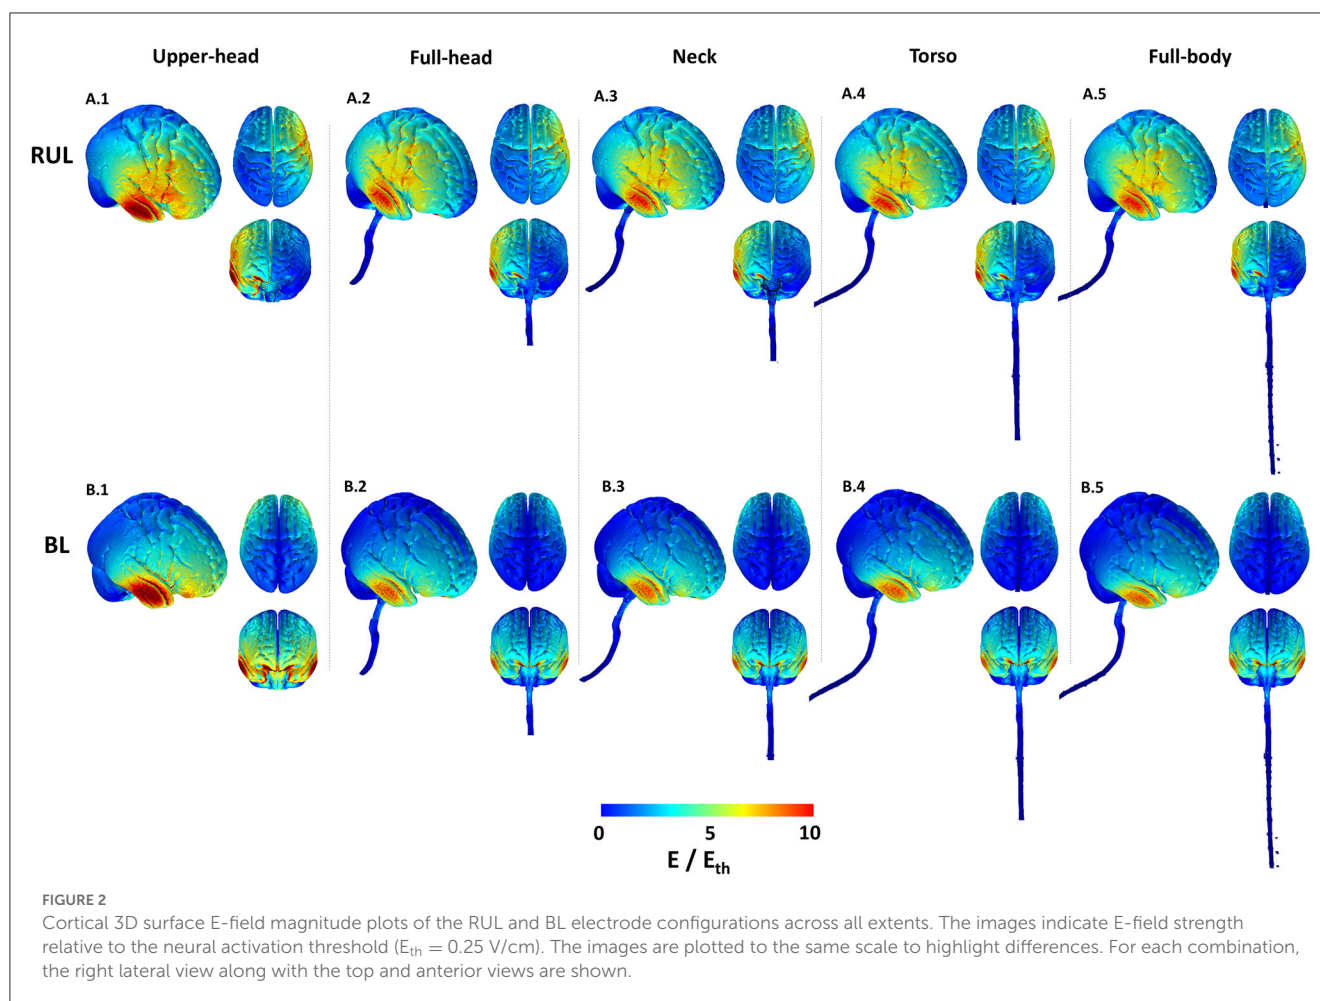 Upper-head Full-head Neck Torso Full-body
A.1 A.2 A.3 A.4 A.5
RUL
B.1 B.2 B.3 B.4 B.5
BL
0 5 10
E / Eth
FIGURE 2
Cortical 3D surface E-field magnitude plots of the RUL and BL electrode configurations across all extents. The images indicate E-field strength
relative to the neural activation threshold (Eth = 0.25 V/cm). The images are plotted to the same scale to highlight differences. For each combination,
the right lateral view along with the top and anterior views are shown.